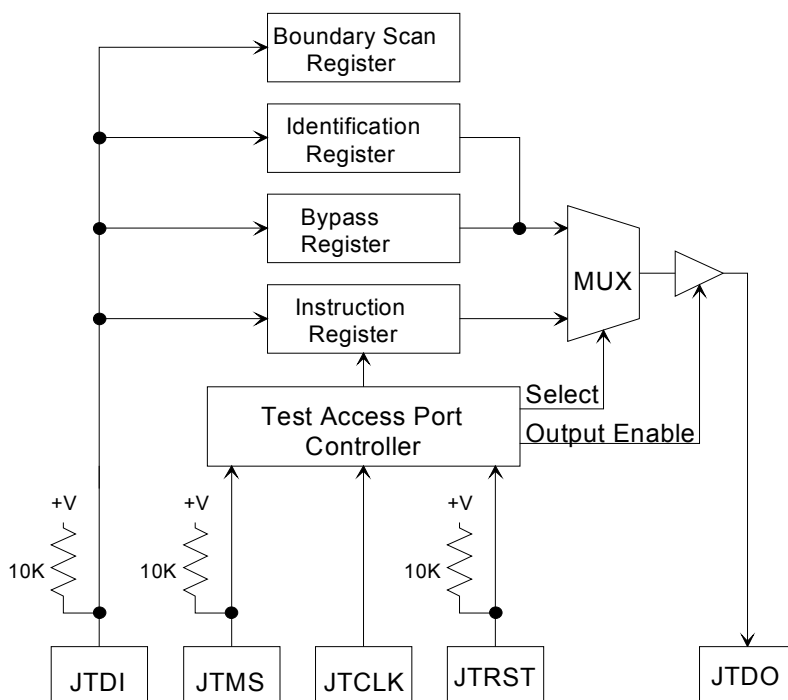 Boundary Scan
Register
Identification
Register
Bypass
Register
MUX
Instruction
Register
Select
Test Access Port
Controller
Output Enable
+V
+V
+V
10K
10K
10K
JTDI
JTMS
JTCLK
JTRST
JTDO